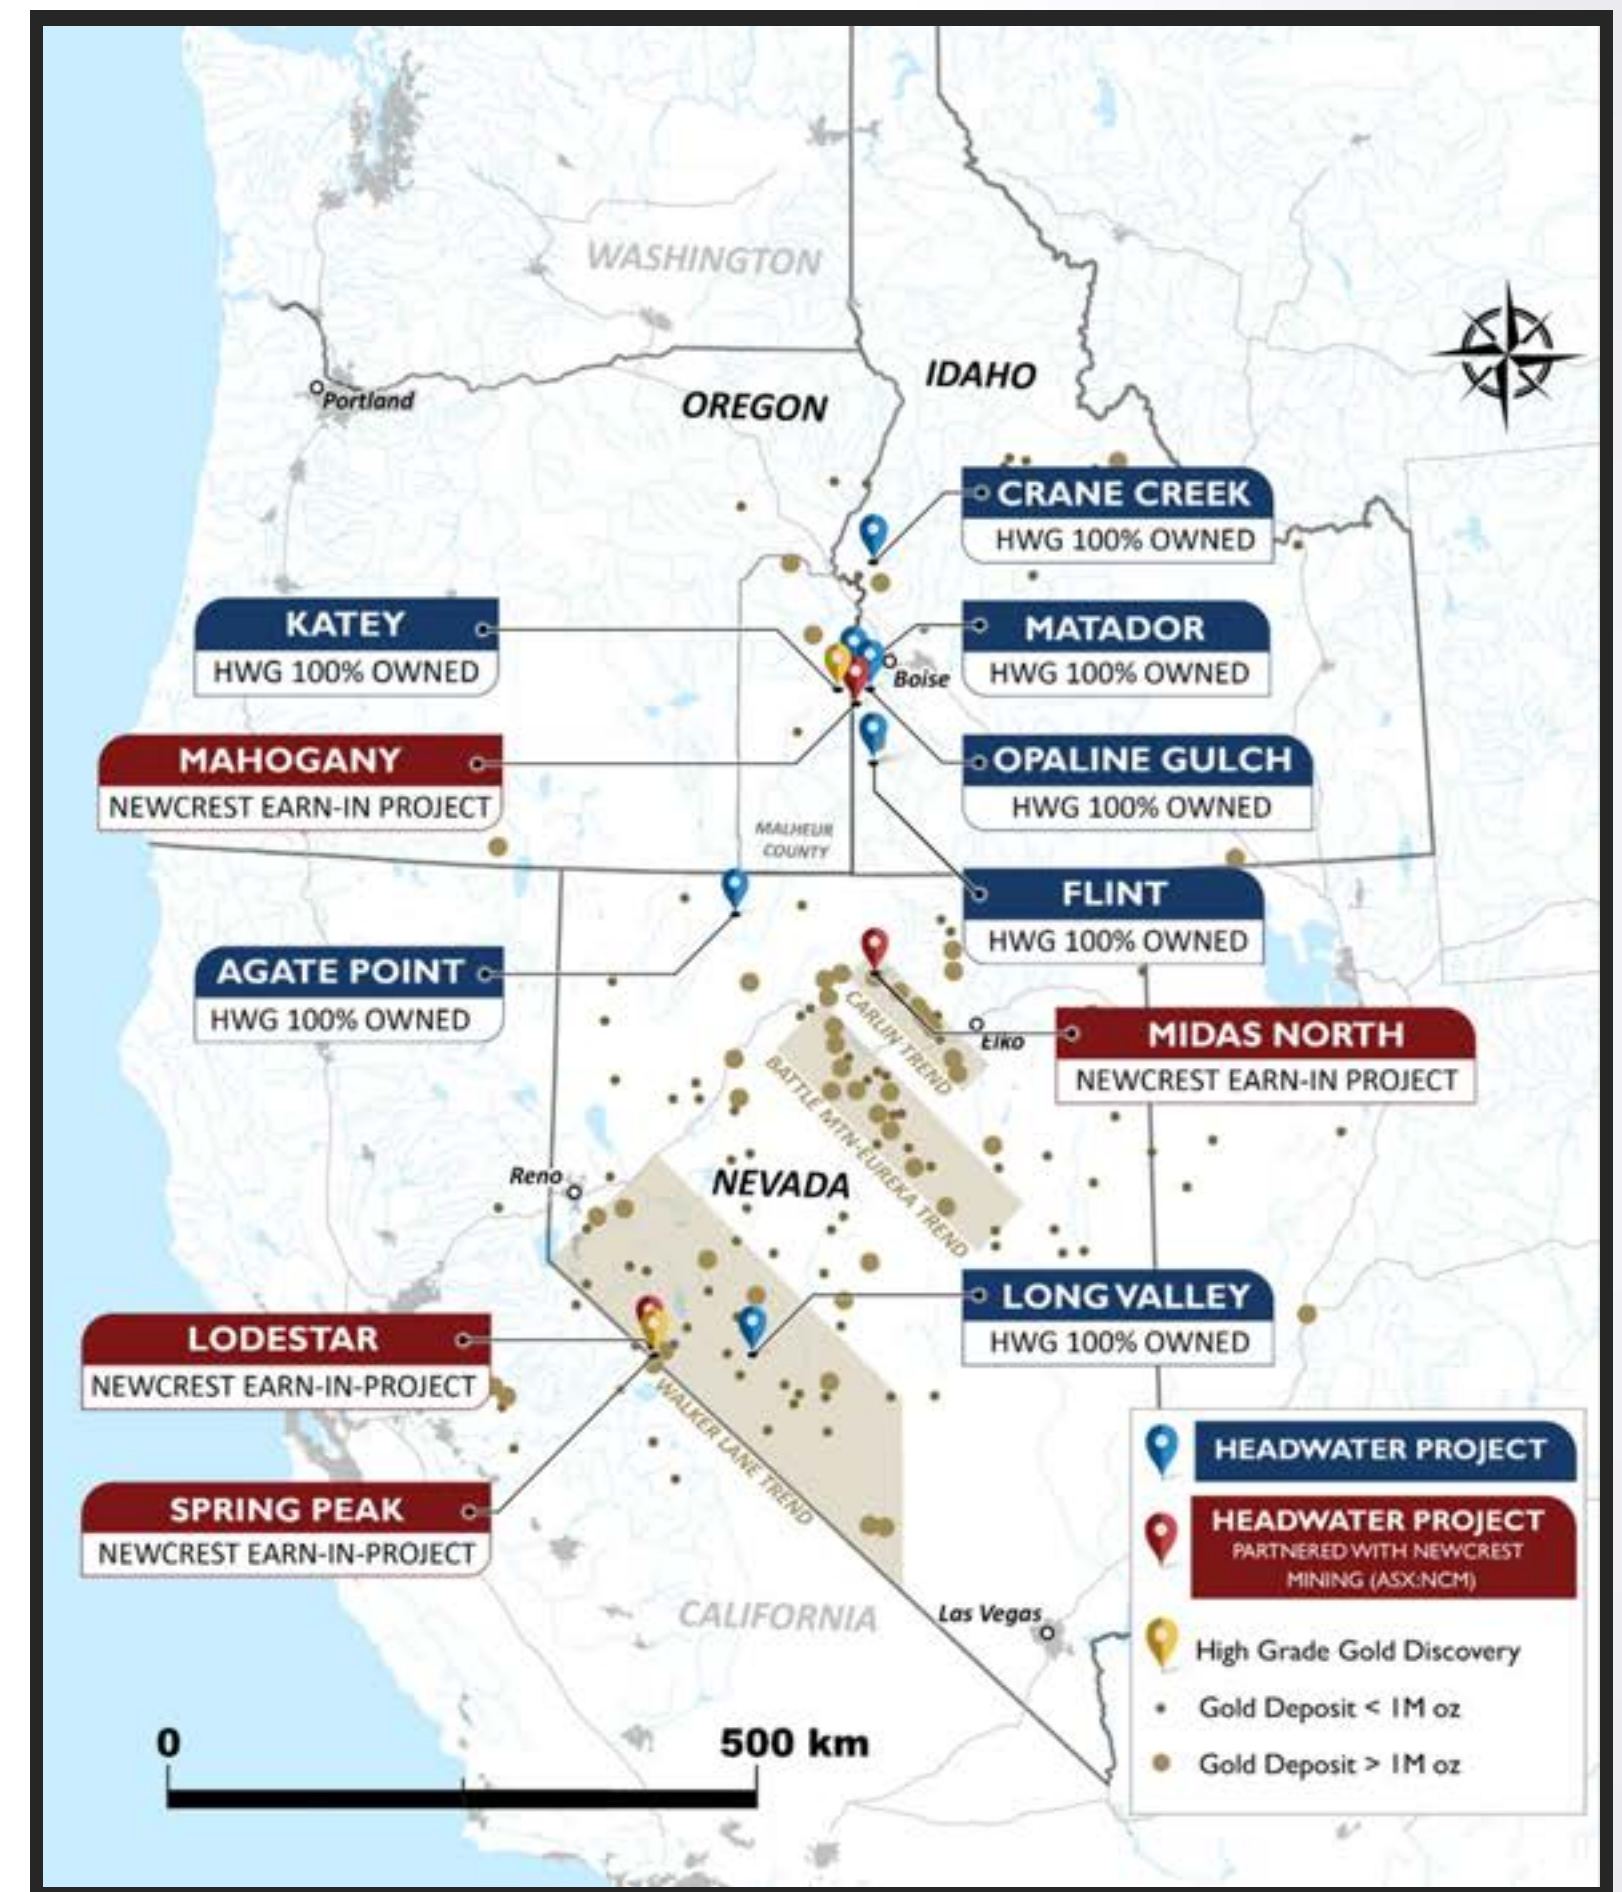 WASHINGTON
IDAHO
OREGON
Portland
CRANE CREEK
HWG 100% OWNED
KATEY
HWG 100% OWNED
MATADOR
HWG 100% OWNED
Boise
MAHOGANY
NEWCREST EARN-IN PROJECT
OPALINE GULCH
HWG 100% OWNED
MALHEUR
COUNTY
FLINT
HWG 100% OWNED
AGATE POINT
HWG 100% OWNED
CARLIN TREND
Elko
MIDAS NORTH
NEWCREST EARN-IN PROJECT
BATTLE MTN-EUREKA TREND
Reno
NEVADA
LONG VALLEY
HWG 100% OWNED
LODESTAR
NEWCREST EARN-IN-PROJECT
WALKER LANE TREND
SPRING PEAK
NEWCREST EARN-IN-PROJECT
CALIFORNIA
Las Vegas
HEADWATER PROJECT
HEADWATER PROJECT
PARTNERED WITH NEWCREST
MINING (ASX:NCM)
High Grade Gold Discovery
Gold Deposit < 1M oz
Gold Deposit > 1M oz
0 500 km